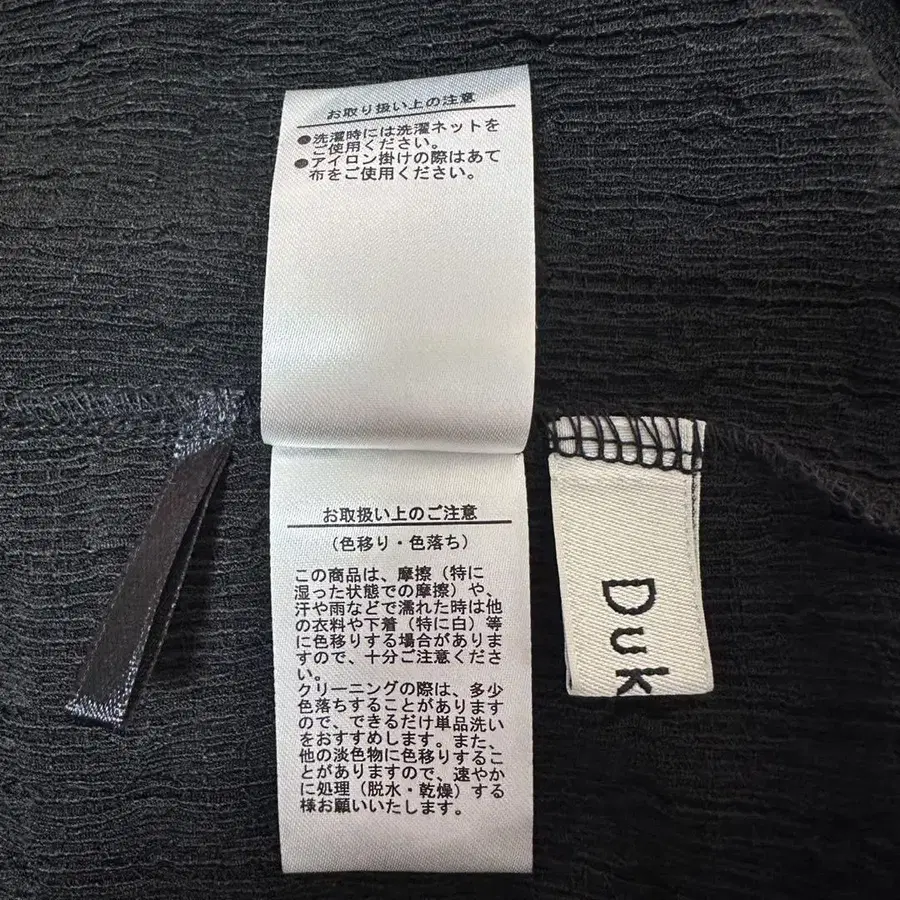 お取り扱い上の注意
●洗濯時には洗濯ネットを
ご使用ください。
●アイロン掛けの際はあて
布をご使用ください。
お取扱い上のご注意
(色移り・色落ち)
この商品は、摩擦(特に
湿った状態での摩擦)や、
汗や雨などで濡れた時は他
の衣料や下着(特に白)等
に色移りする場合がありま
すので、十分ご注意くださ
い。
クリーニングの際は、多少
色落ちすることがあります
ので、できるだけ単品洗い
をおすすめします。また、
他の淡色物に色移りするこ
とがありますので、速やか
に処理(脱水・乾燥)する
様お願いいたします。
Duk